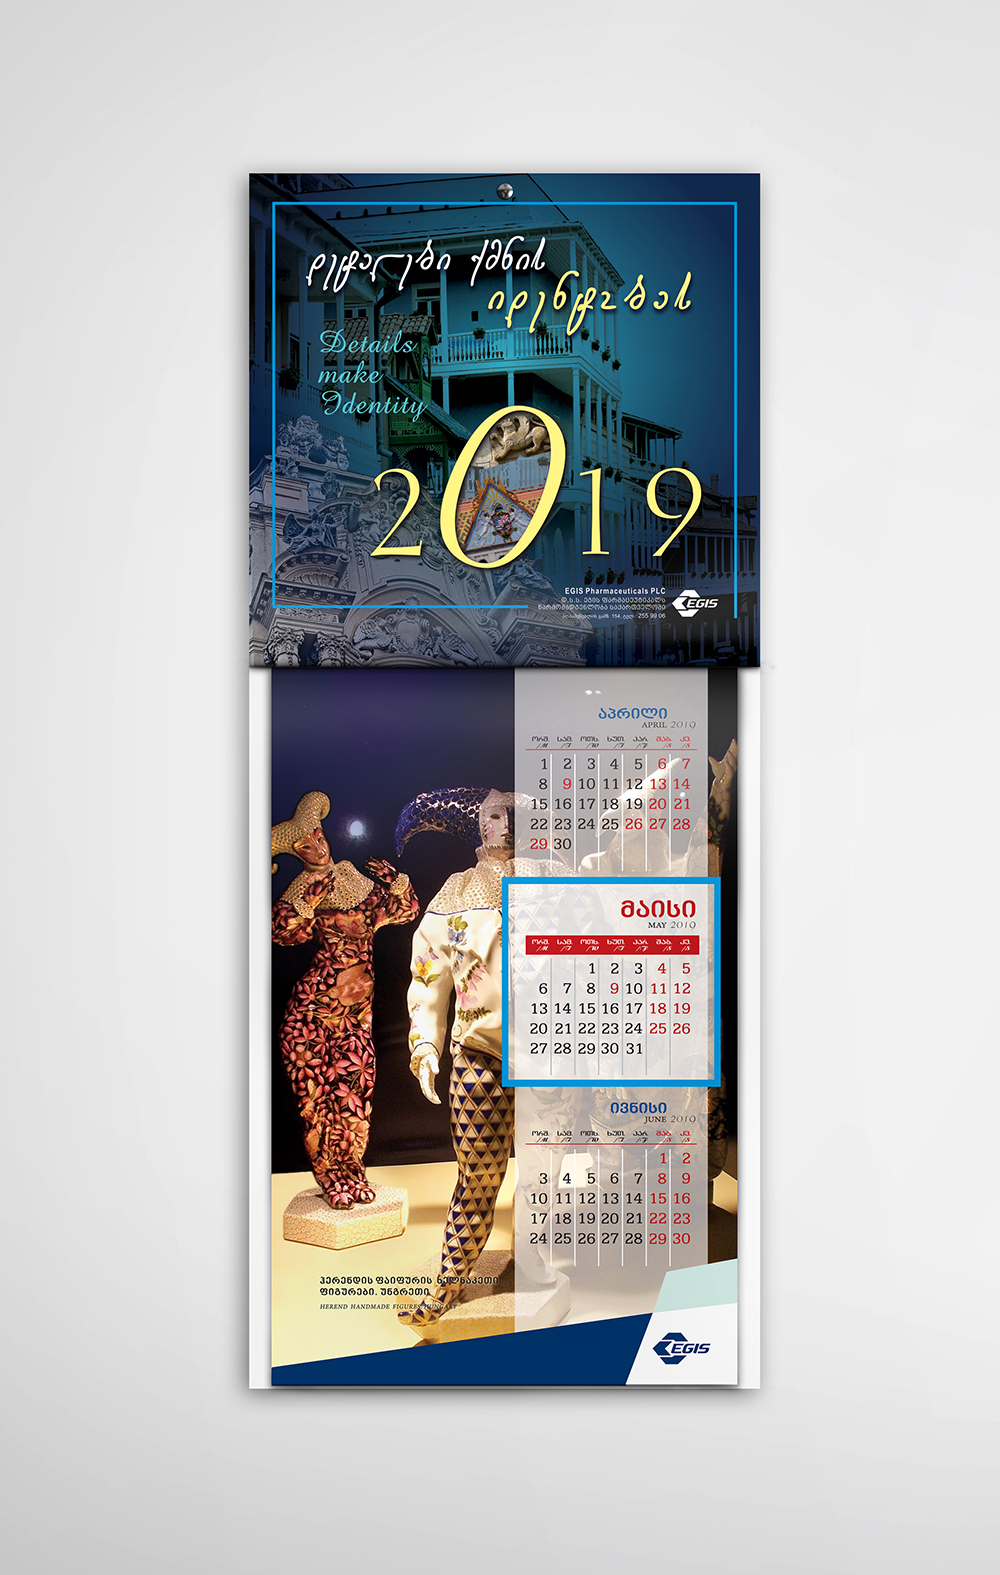 დეტალები ქმნის
იდენტობას
Details
make
Identity
2019
EGIS Pharmaceuticals PLC
წარმომადგენლობა საქართველოში
EGIS
აპრილი
APRIL 2019
ორშ. სამ. ოთხ. ხუთ. პარ. შაბ. კვ.
/M /T /W /T /F /S /S
1 2 3 4 5 6 7
8 9 10 11 12 13 14
15 16 17 18 19 20 21
22 23 24 25 26 27 28
29 30
მაისი
MAY 2019
ორშ. სამ. ოთხ. ხუთ. პარ. შაბ. კვ.
/M /T /W /T /F /S /S
1 2 3 4 5
6 7 8 9 10 11 12
13 14 15 16 17 18 19
20 21 22 23 24 25 26
27 28 29 30 31
ივნისი
JUNE 2019
ორშ. სამ. ოთხ. ხუთ. პარ. შაბ. კვ.
/M /T /W /T /F /S /S
1 2
3 4 5 6 7 8 9
10 11 12 13 14 15 16
17 18 19 20 21 22 23
24 25 26 27 28 29 30
ჰერენდის ფაიფურის ხელნაკეთი
ფიგურები. უნგრეთი
HEREND HANDMADE FIGURES. HUNGARY
EGIS